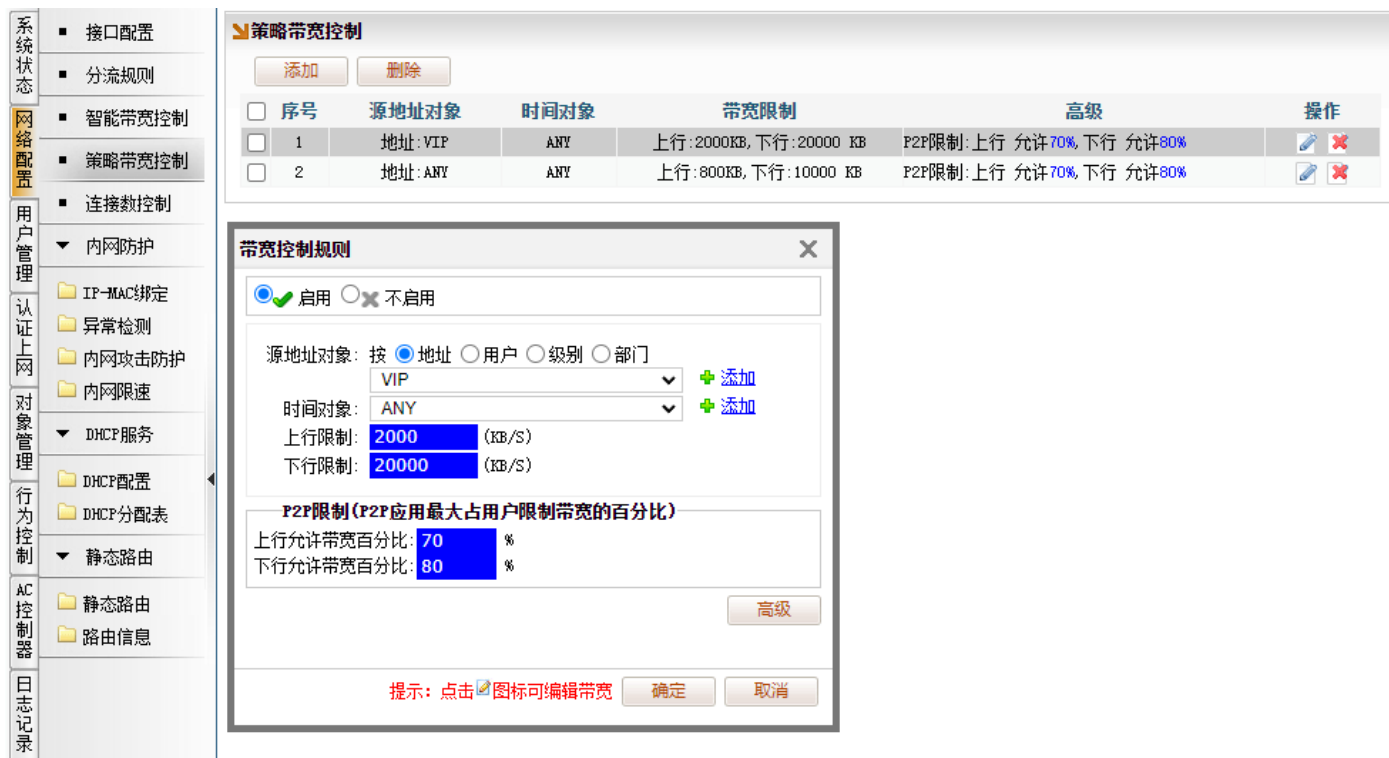 系统状态
网络配置
用户管理
认证上网
对象管理
行为控制
AC控制器
日志记录
接口配置
分流规则
智能带宽控制
策略带宽控制
连接数控制
内网防护
IP-MAC绑定
异常检测
内网攻击防护
内网限速
DHCP服务
DHCP配置
DHCP分配表
静态路由
静态路由
路由信息
策略带宽控制
添加 删除
序号 源地址对象 时间对象 带宽限制 高级 操作
1 地址:VIP ANY 上行:2000KB,下行:20000 KB P2P限制:上行 允许70%,下行 允许80%
2 地址:ANY ANY 上行:800KB,下行:10000 KB P2P限制:上行 允许70%,下行 允许80%
带宽控制规则
启用 不启用
源地址对象: 按 地址 用户 级别 部门
VIP 添加
时间对象: ANY 添加
上行限制: 2000 (KB/S)
下行限制: 20000 (KB/S)
P2P限制(P2P应用最大占用户限制带宽的百分比)
上行允许带宽百分比: 70 %
下行允许带宽百分比: 80 %
高级
提示: 点击图标可编辑带宽 确定 取消